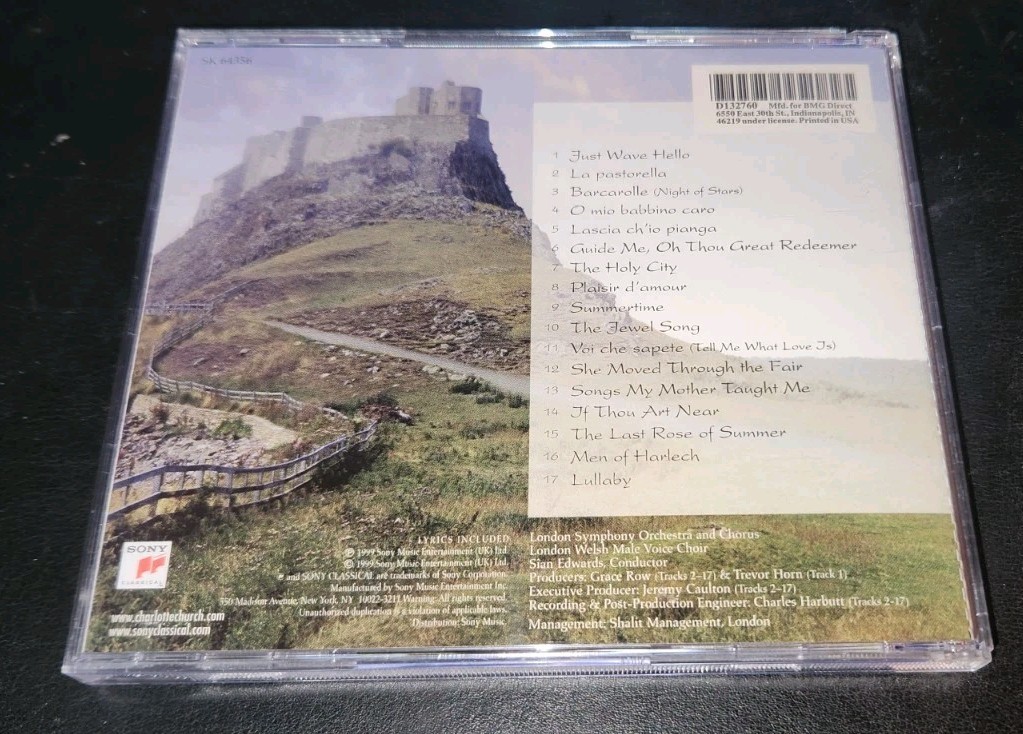 SK 64356
D132760 Mfd. for BMG Direct
6550 East 30th St., Indianapolis, IN
46219 under license. Printed in USA
1 Just Wave Hello
2 La pastorella
3 Barcarolle (Night of Stars)
4 O mio babbino caro
5 Lascia ch'io pianga
6 Guide Me, Oh Thou Great Redeemer
7 The Holy City
8 Plaisir d'amour
9 Summertime
10 The Jewel Song
11 Voi che sapete (Tell Me What Love Is)
12 She Moved Through the Fair
13 Songs My Mother Taught Me
14 If Thou Art Near
15 The Last Rose of Summer
16 Men of Harlech
17 Lullaby
LYRICS INCLUDED
℗ 1999 Sony Music Entertainment (UK) Ltd.
© 1999 Sony Music Entertainment (UK) Ltd.
and SONY CLASSICAL are trademarks of Sony Corporation.
Manufactured by Sony Music Entertainment Inc.
550 Madison Avenue, New York, NY 10022-3211 Warning: All rights reserved.
Unauthorized duplication is a violation of applicable laws.
Distribution: Sony Music.
SONY
CLASSICAL
www.charlottechurch.com
www.sonyclassical.com
London Symphony Orchestra and Chorus
London Welsh Male Voice Choir
Sian Edwards, Conductor
Producers: Grace Row (Tracks 2-17) & Trevor Horn (Track 1)
Executive Producer: Jeremy Caulton (Tracks 2-17)
Recording & Post-Production Engineer: Charles Harbutt (Tracks 2-17)
Management: Shalit Management, London